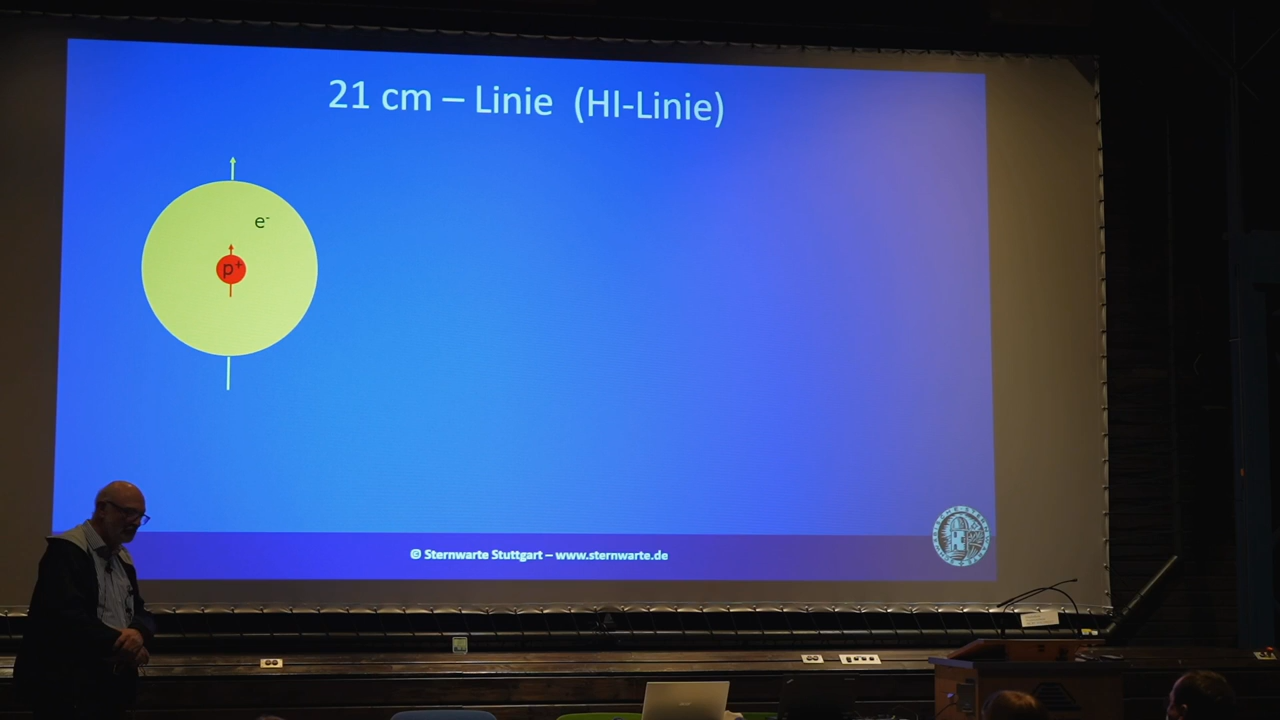 21 cm – Linie (HI-Linie)
e-
p+
© Sternwarte Stuttgart – www.sternwarte.de